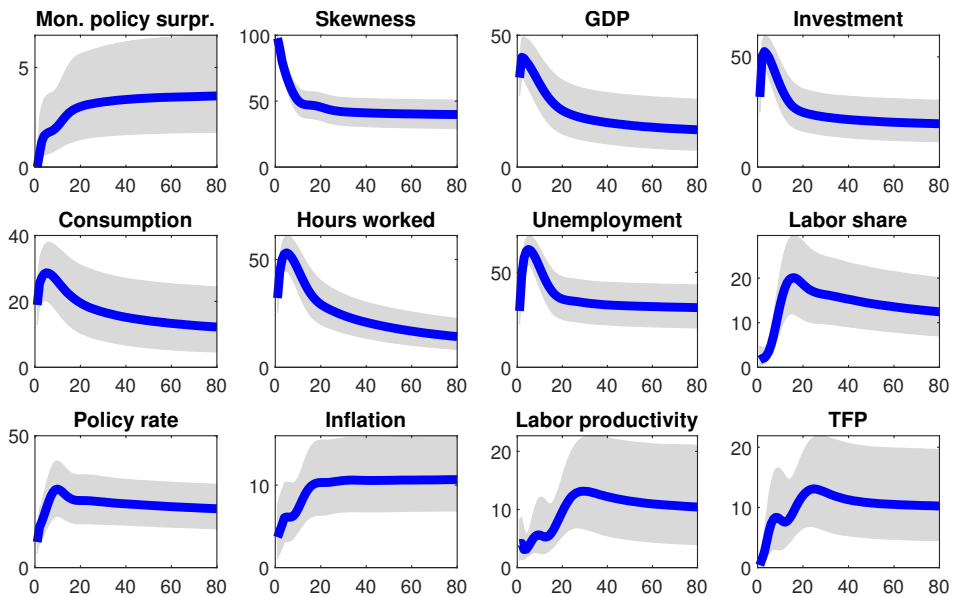 Mon. policy surpr.
5
0
0 20 40 60 80
Skewness
100
50
0
0 20 40 60 80
GDP
50
0
0 20 40 60 80
Investment
50
0
0 20 40 60 80
Consumption
40
20
0
0 20 40 60 80
Hours worked
50
0
0 20 40 60 80
Unemployment
50
0
0 20 40 60 80
Labor share
20
10
0
0 20 40 60 80
Policy rate
50
0
0 20 40 60 80
Inflation
10
0
0 20 40 60 80
Labor productivity
20
10
0
0 20 40 60 80
TFP
20
10
0
0 20 40 60 80